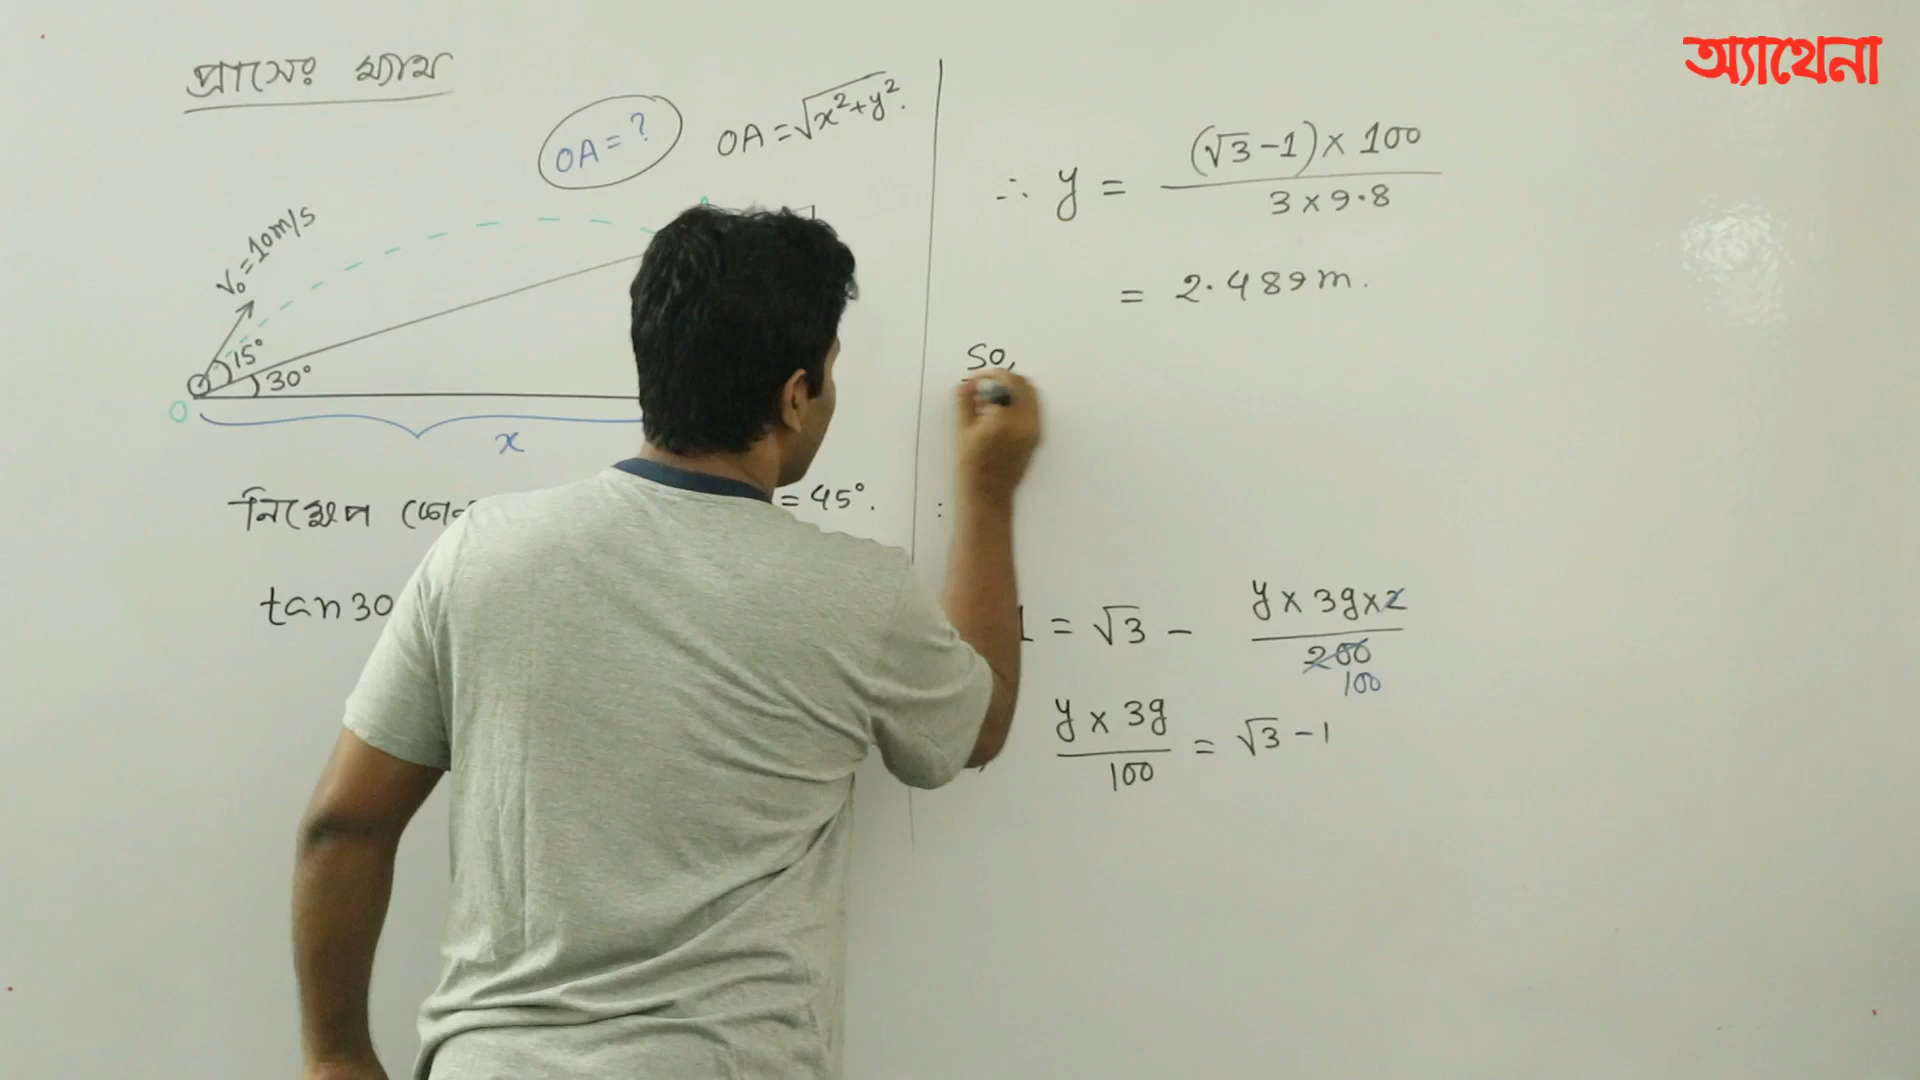 অ্যাথেনা
প্রাসের ম্যাথ
OA = ?
OA = √x²+y².
V₀ = 10m/s
15°
30°
O
x
নিক্ষেপ কোণ
= 45°.
tan 30
∴ y = (√3 -1) × 100 / 3 × 9.8
= 2.489 m.
So,
1 = √3 - y × 3g × 2 / 200
100
y × 3g / 100 = √3 - 1